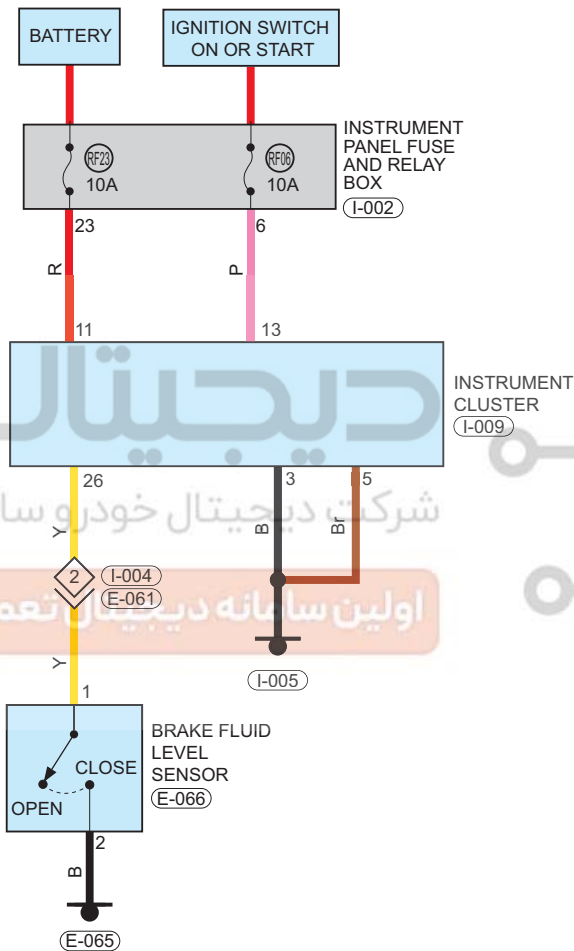 BATTERY
IGNITION SWITCH
ON OR START
RF23
10A
RF06
10A
INSTRUMENT
PANEL FUSE
AND RELAY
BOX
I-002
23
6
R
P
11
13
دیجیتال
INSTRUMENT
CLUSTER
I-009
26
3
5
شرکت دیجیتال خودرو سا
Y
B
Br
2
I-004
E-061
اولین سامانه دیجیتال تعم
Y
I-005
1
BRAKE FLUID
LEVEL
SENSOR
E-066
CLOSE
OPEN
2
B
E-065